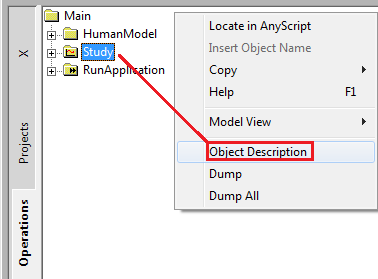 Main
HumanModel
Study
RunApplication
X
Projects
Operations
Locate in AnyScript
Insert Object Name
Copy
Help F1
Model View
Object Description
Dump
Dump All